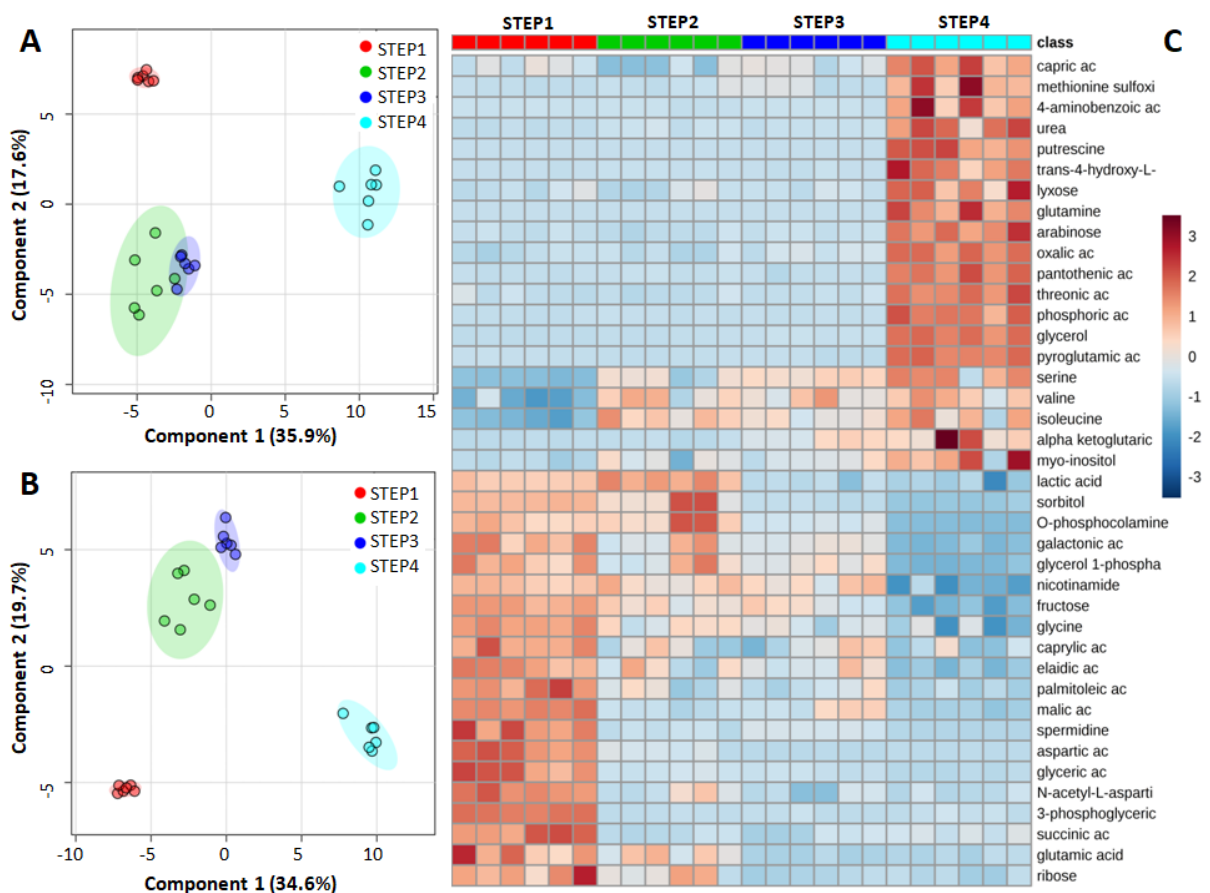 A
STEP1
STEP2
STEP3
STEP4
Component 2 (17.6%)
5
0
-5
-10
-5
0
5
10
15
Component 1 (35.9%)
B
STEP1
STEP2
STEP3
STEP4
Component 2 (19.7%)
5
0
-5
-10
-5
0
5
10
Component 1 (34.6%)
STEP1 STEP2 STEP3 STEP4
C
class
capric ac
methionine sulfoxi
4-aminobenzoic ac
urea
putrescine
trans-4-hydroxy-L-
lyxose
glutamine
arabinose
oxalic ac
pantothenic ac
threonic ac
phosphoric ac
glycerol
pyroglutamic ac
serine
valine
isoleucine
alpha ketoglutaric
myo-inositol
lactic acid
sorbitol
O-phosphocolamine
galactonic ac
glycerol 1-phospha
nicotinamide
fructose
glycine
caprylic ac
elaidic ac
palmitoleic ac
malic ac
spermidine
aspartic ac
glyceric ac
N-acetyl-L-asparti
3-phosphoglyceric
succinic ac
glutamic acid
ribose
3
2
1
0
-1
-2
-3